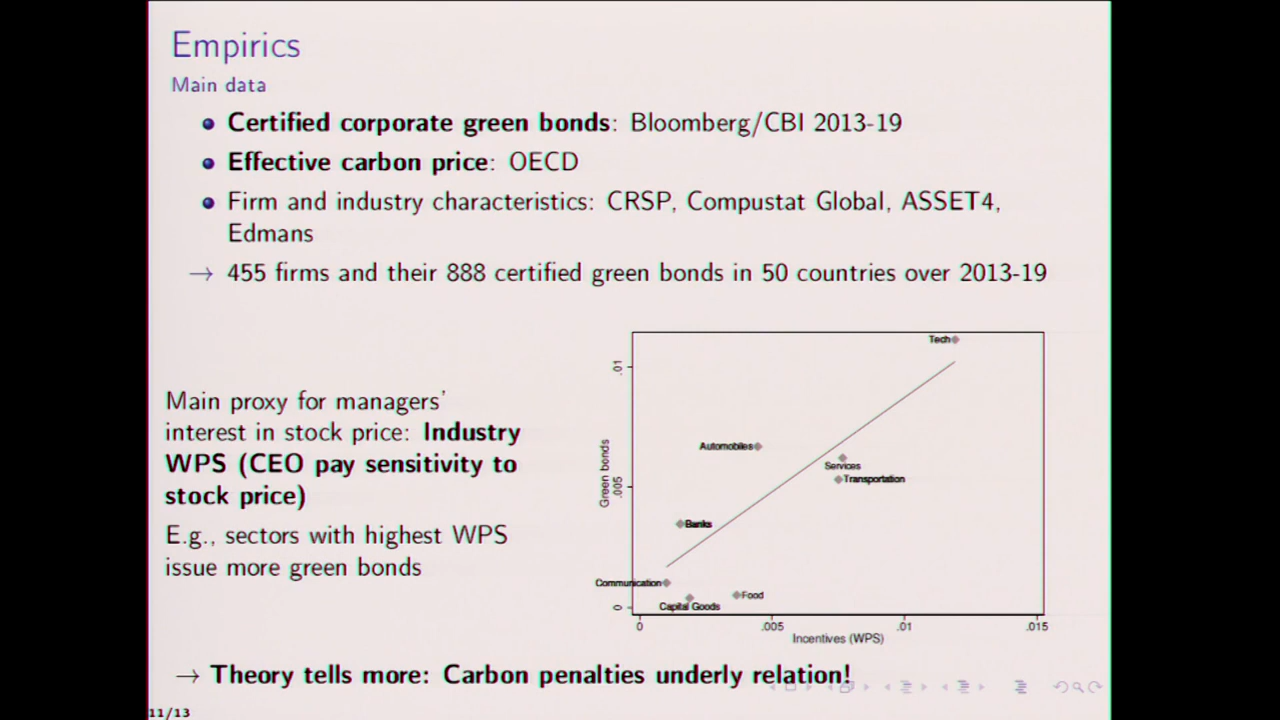 Empirics
Main data
Certified corporate green bonds: Bloomberg/CBI 2013-19
Effective carbon price: OECD
Firm and industry characteristics: CRSP, Compustat Global, ASSET4,
Edmans
→ 455 firms and their 888 certified green bonds in 50 countries over 2013-19
Main proxy for managers'
interest in stock price: Industry
WPS (CEO pay sensitivity to
stock price)
E.g., sectors with highest WPS
issue more green bonds
Green bonds
.01
.005
0
Tech
Automobiles
Services
Transportation
Banks
Communication
Food
Capital Goods
0
.005
.01
.015
Incentives (WPS)
→ Theory tells more: Carbon penalties underly relation!
11/13